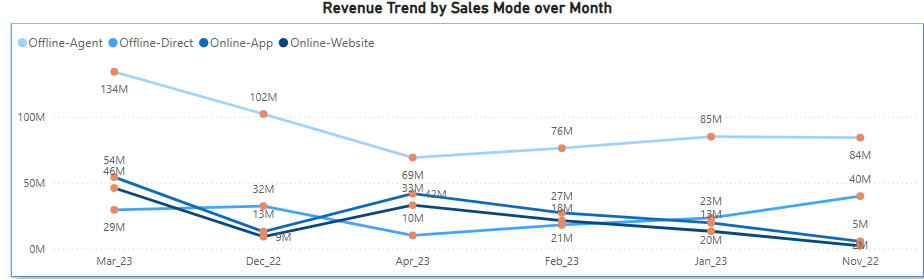 Revenue Trend by Sales Mode over Month
Offline-Agent Offline-Direct Online-App Online-Website
134M
102M
85M
100M
76M
84M
54M
46M
69M
50M
32M
33M
42M
27M
23M
40M
18M
13M
13M
5M
29M
9M
10M
21M
20M
0M
Mar_23 Dec_22 Apr_23 Feb_23 Jan_23 Nov_22